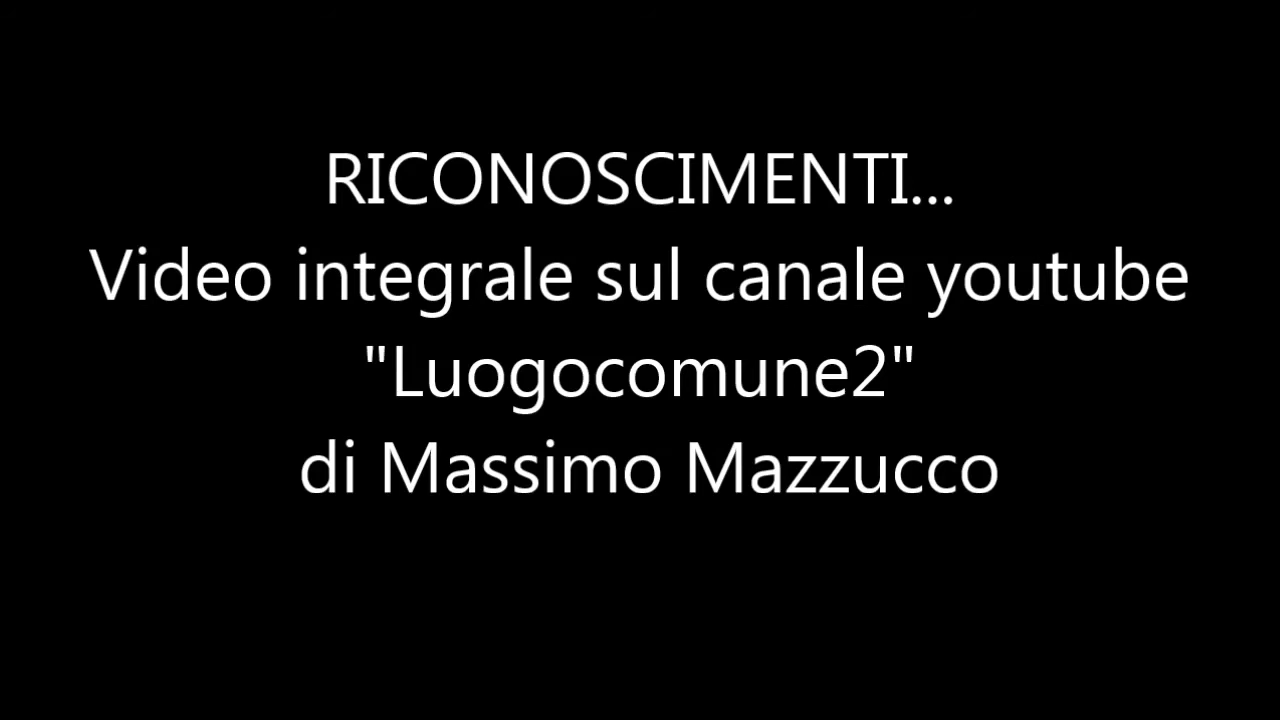 RICONOSCIMENTI...
Video integrale sul canale youtube
"Luogocomune2"
di Massimo Mazzucco